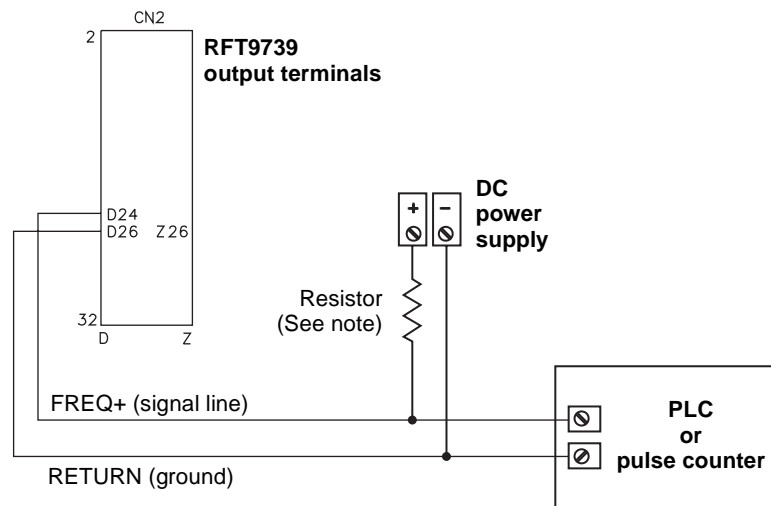 CN2
2
RFT9739
output terminals
D24
D26 Z26
32
D Z
+ −
DC
power
supply
Resistor
(See note)
FREQ+ (signal line)
RETURN (ground)
PLC
or
pulse counter